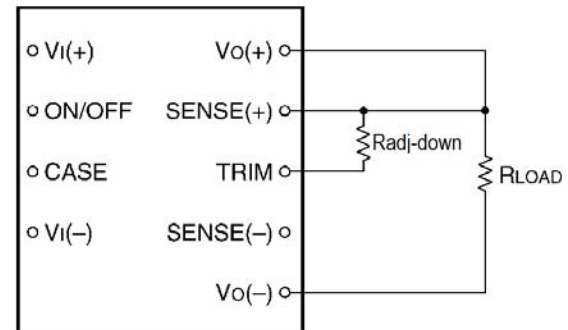 VI(+) VO(+)
ON/OFF SENSE(+)
Radj-down
CASE TRIM RLOAD
VI(–) SENSE(–)
VO(–)